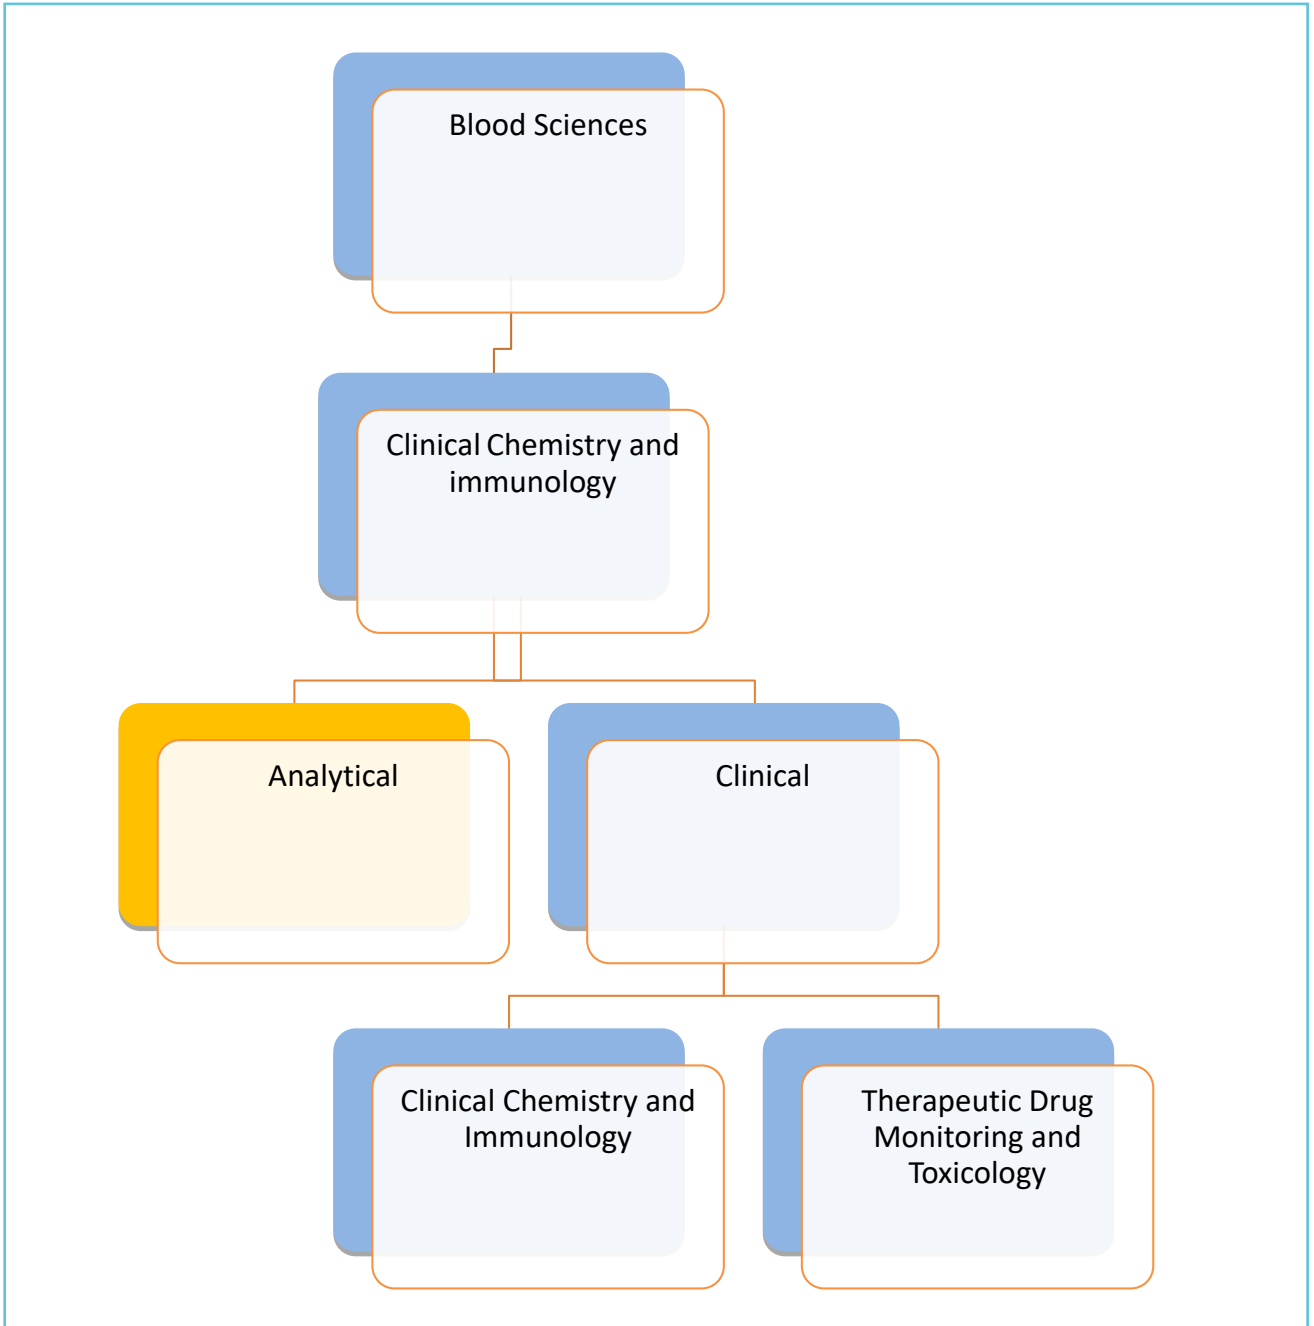 Blood Sciences
Clinical Chemistry and
immunology
Analytical
Clinical
Clinical Chemistry and
Immunology
Therapeutic Drug
Monitoring and
Toxicology